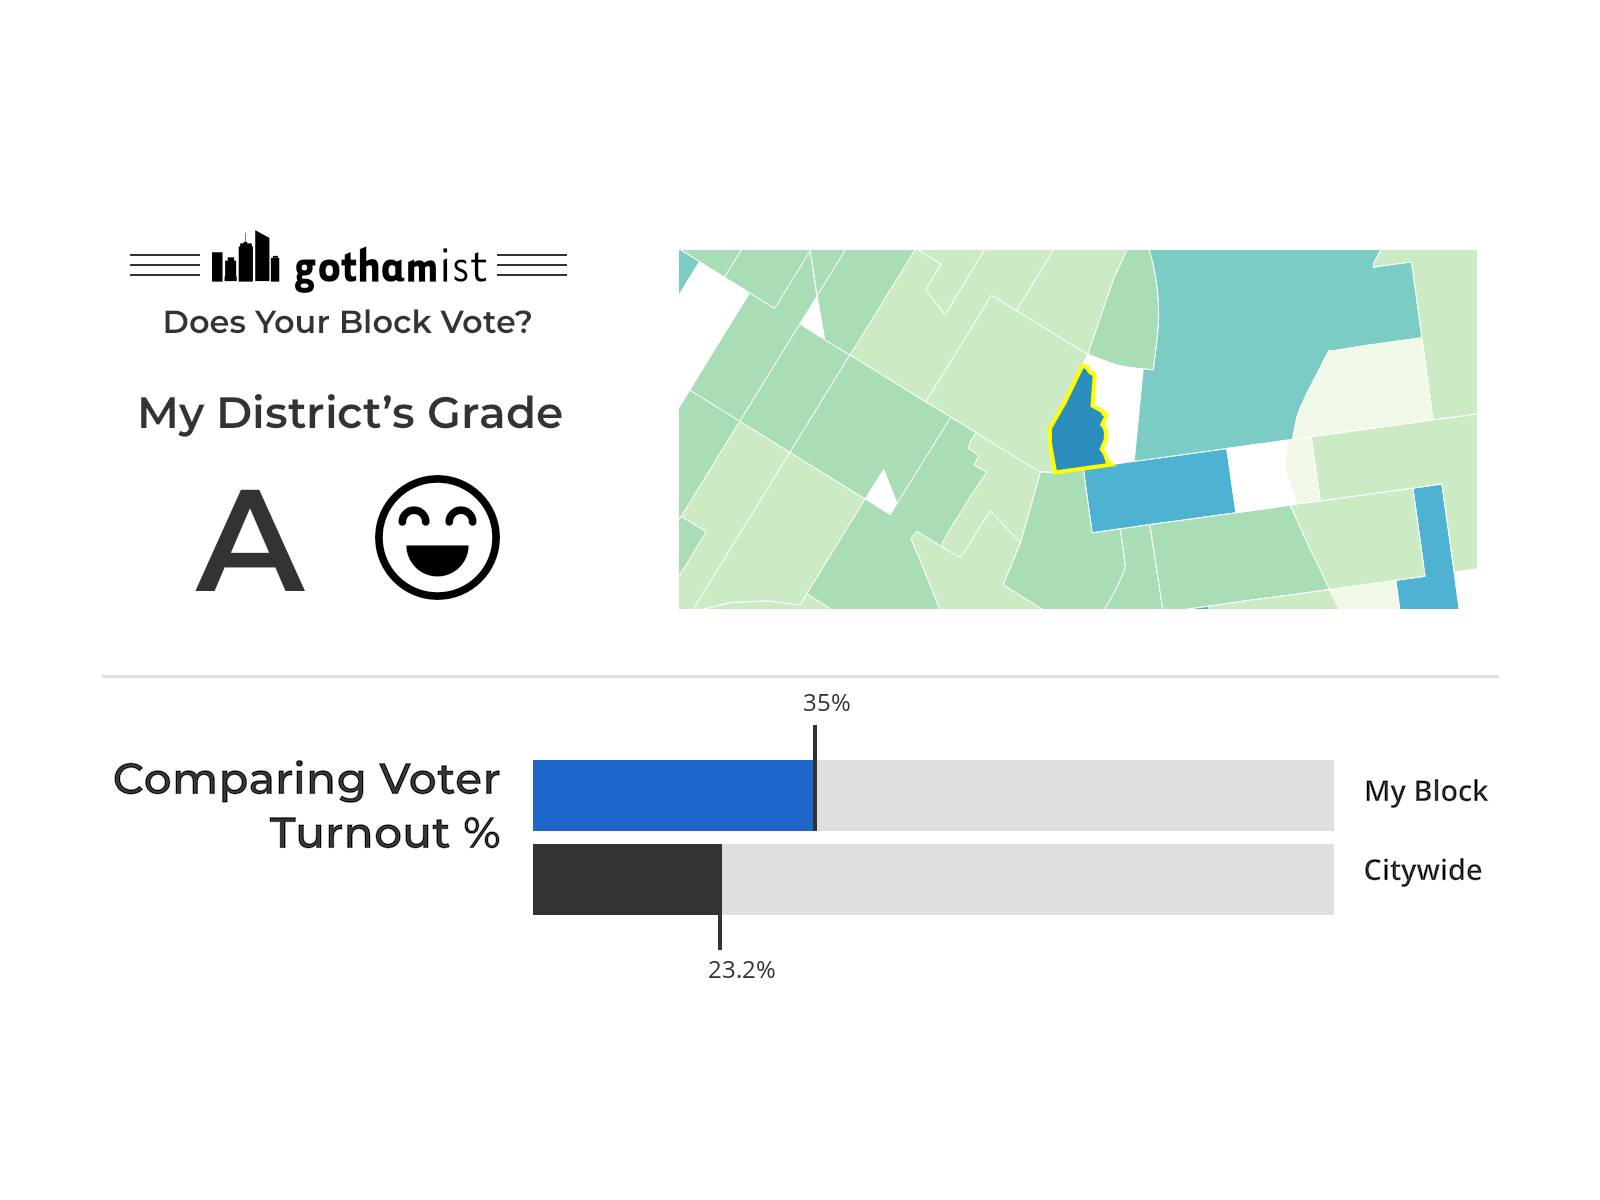 gothamist
Does Your Block Vote?
My District’s Grade
A
35%
Comparing Voter
Turnout %
My Block
Citywide
23.2%